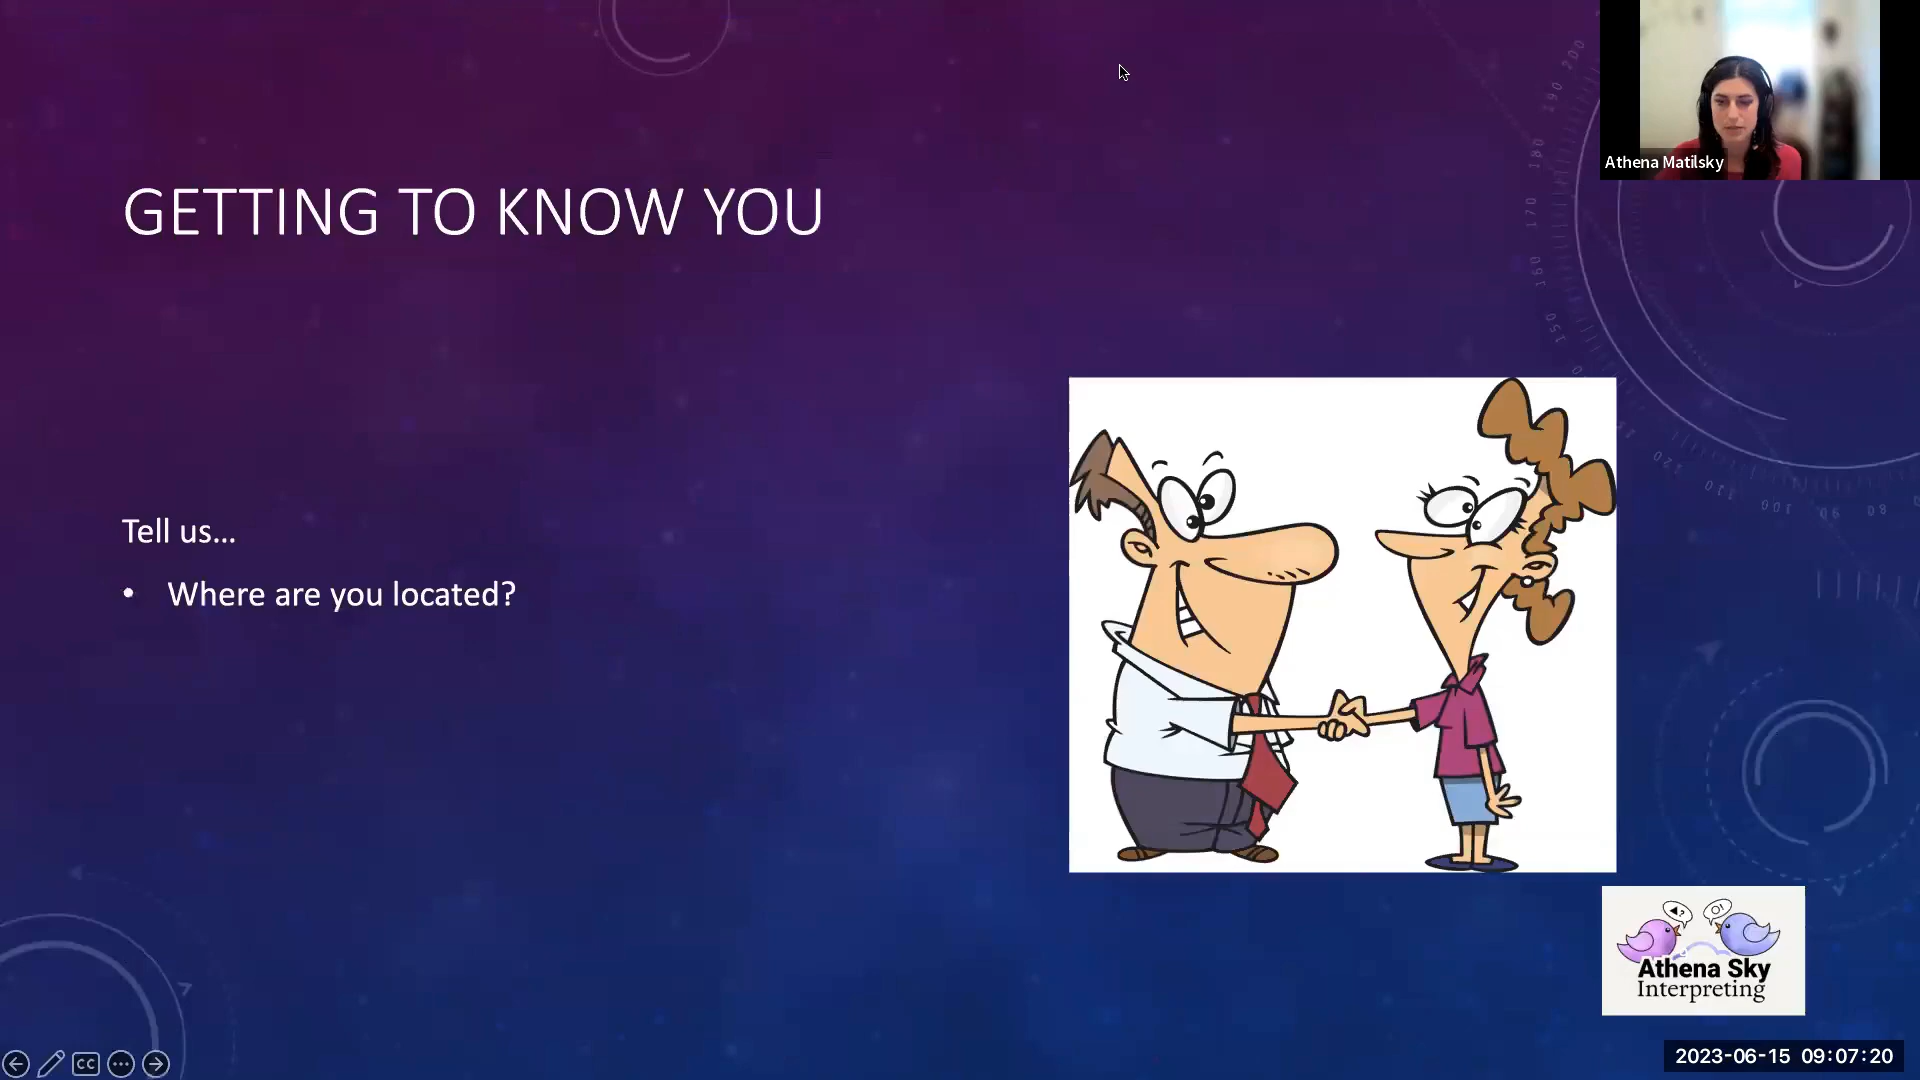 Athena Matilsky
GETTING TO KNOW YOU
Tell us...
• Where are you located?
Athena Sky
Interpreting
CC
2023-06-15 09:07:20